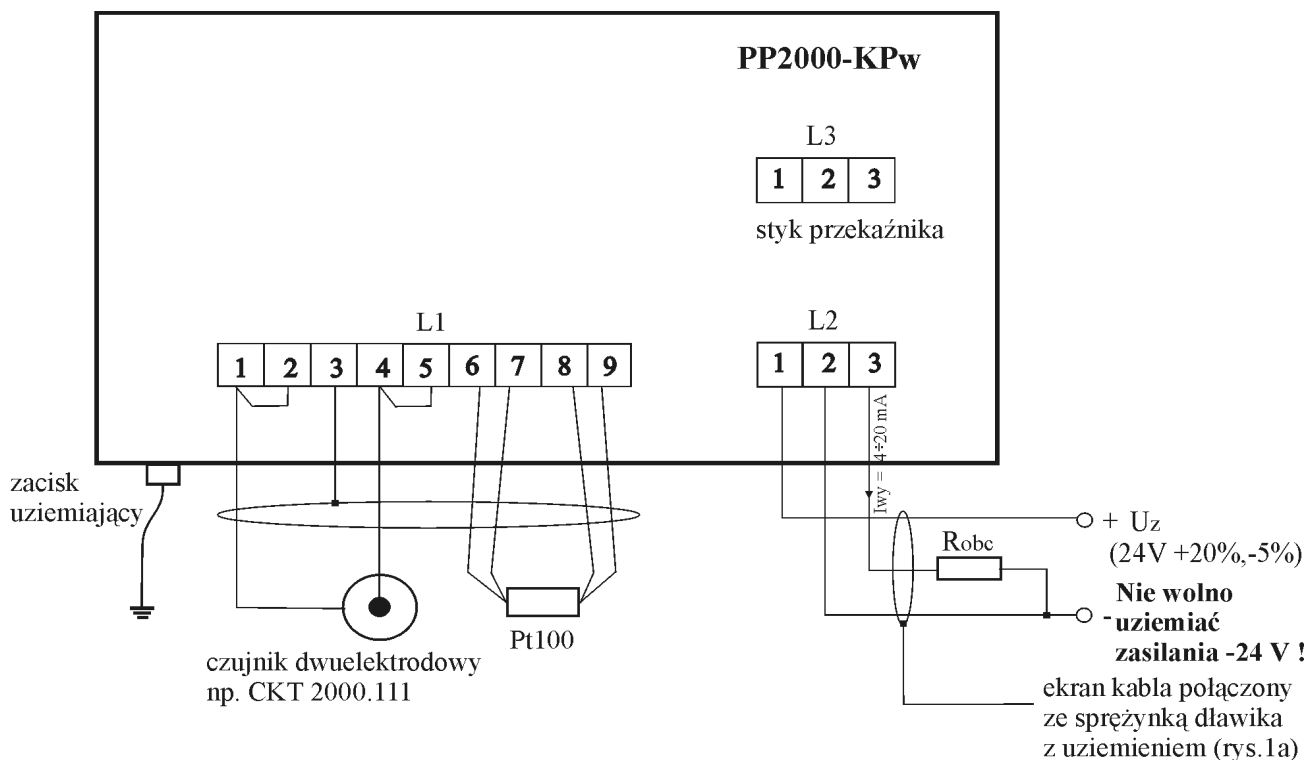 PP2000-KPw
L3
1 2 3
styk przekaźnika
L1
1 2 3 4 5 6 7 8 9
L2
1 2 3
Iwy = 4÷20 mA
zacisk
uziemiający
czujnik dwuelektrodowy
np. CKT 2000.111
Pt100
Robc
+ Uz
(24V +20%,-5%)
- Nie wolno
uziemiać
zasilania -24 V !
ekran kabla połączony
ze sprężynką dławika
z uziemieniem (rys.1a)